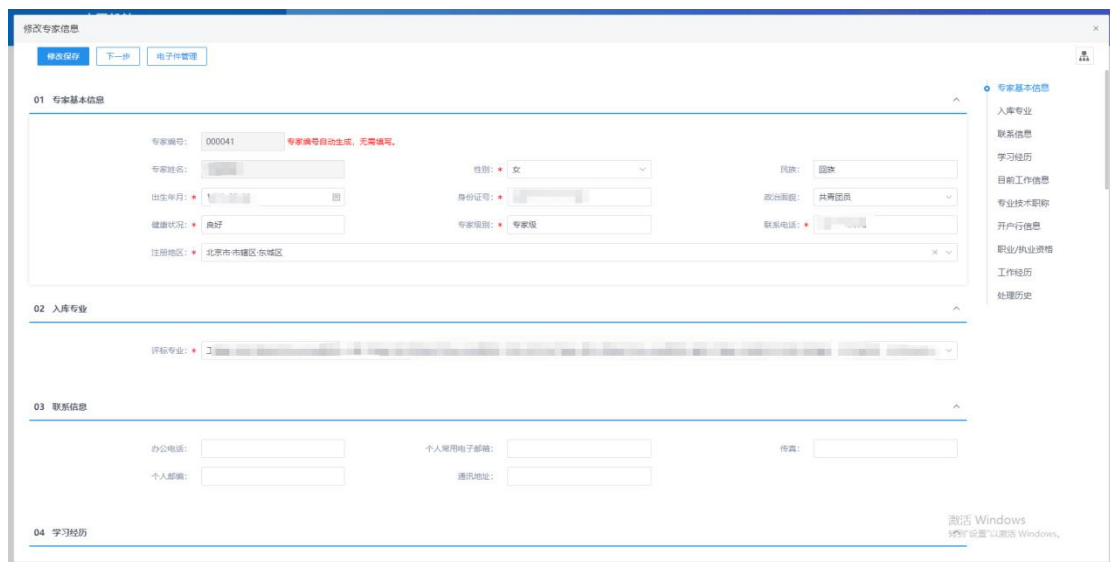 修改专家信息
修改保存 下一步 电子件管理
01 专家基本信息
专家编号: 000041 专家编号自动生成，无需填写。
专家姓名: 性别: * 女 民族: 回族
出生年月: * 身份证号: * 政治面貌: 共青团员
健康状况: * 良好 专家级别: * 专家级 联系电话: *
注册地区: * 北京市·市辖区·东城区
02 入库专业
评标专业: *
03 联系信息
办公电话: 个人常用电子邮箱: 传真:
个人邮编: 通讯地址:
04 学习经历
专家基本信息
入库专业
联系信息
学习经历
目前工作信息
专业技术职称
开户行信息
职业/执业资格
工作经历
处理历史
激活 Windows
转到"设置"以激活 Windows。